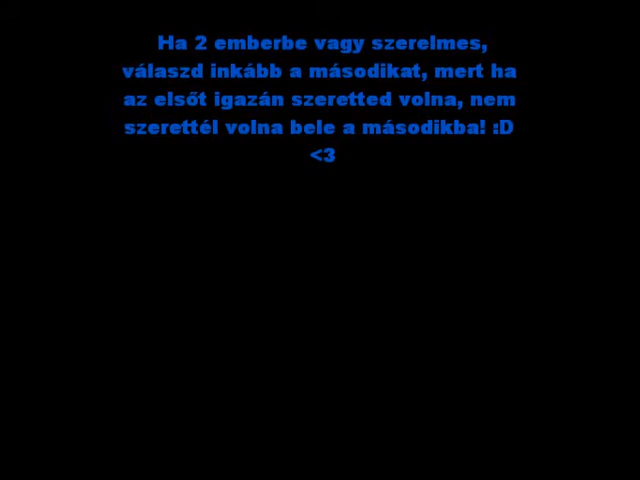 Ha 2 emberbe vagy szerelmes,
válaszd inkább a másodikat, mert ha
az elsőt igazán szeretted volna, nem
szerettél volna bele a másodikba! :D
<3